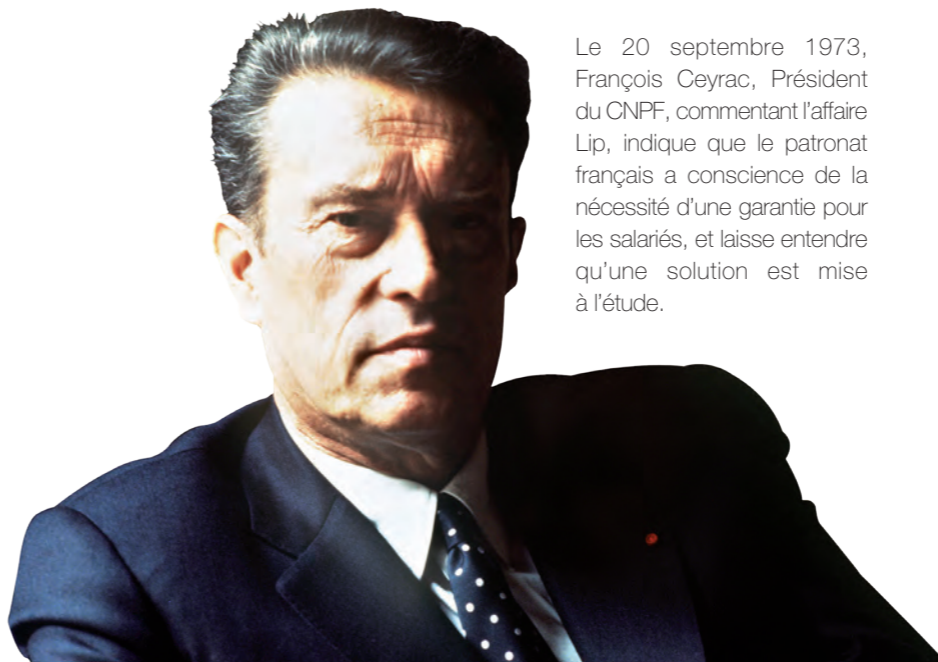 Le 20 septembre 1973,
François Ceyrac, Président
du CNPF, commentant l’affaire
Lip, indique que le patronat
français a conscience de la
nécessité d’une garantie pour
les salariés, et laisse entendre
qu’une solution est mise
à l’étude.